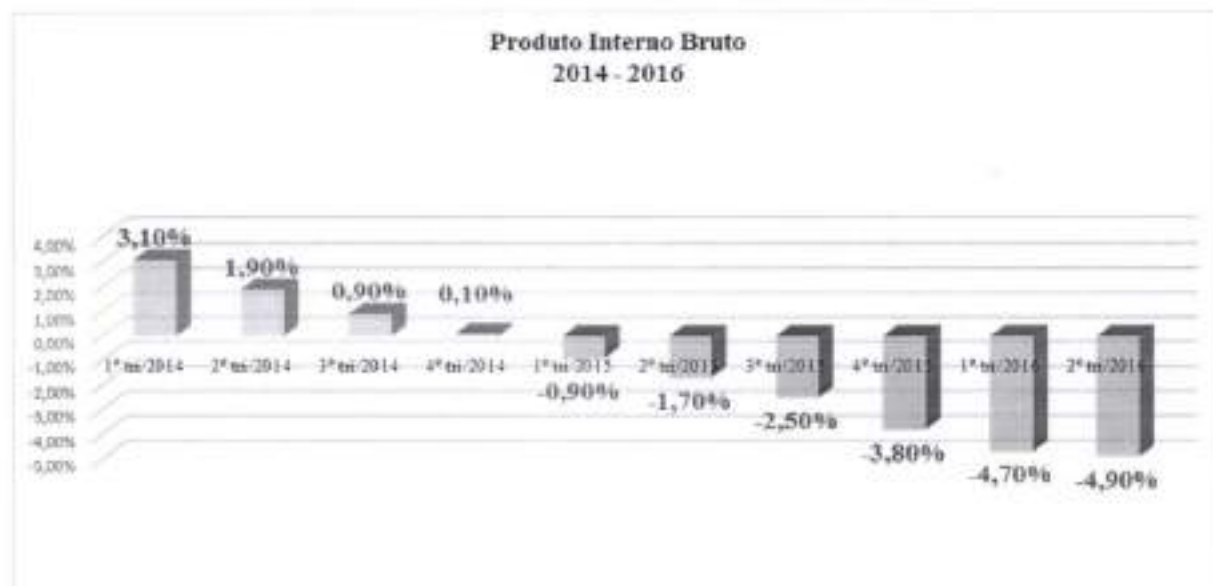 Produto Interno Bruto
2014 - 2016
4,00%
3,00%
2,00%
1,00%
0,00%
-1,00%
-2,00%
-3,00%
-4,00%
-5,00%
3,10%
1,90%
0,90%
0,10%
-0,90%
-1,70%
-2,50%
-3,80%
-4,70%
-4,90%
1º tri/2014
2º tri/2014
3º tri/2014
4º tri/2014
1º tri/2015
2º tri/2015
3º tri/2015
4º tri/2015
1º tri/2016
2º tri/2016